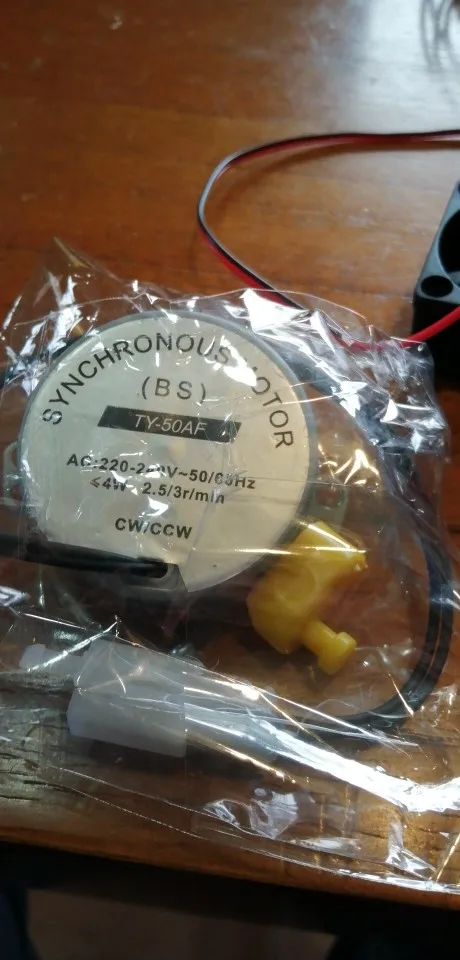 SYNCHRONOUS MOTOR
(BS)
TY-50AF
AC:220-240V~50/60Hz
≤4W 2.5/3r/min
CW/CCW